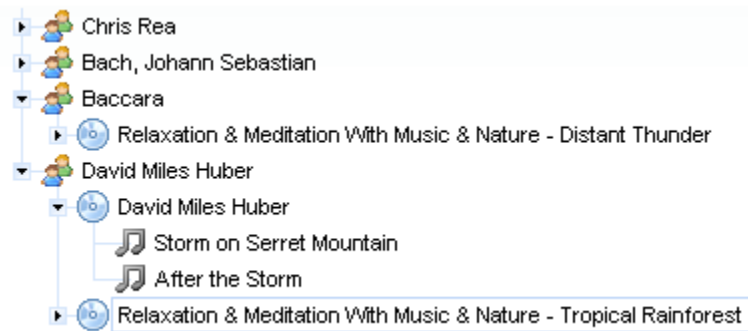 Chris Rea
Bach, Johann Sebastian
Baccara
Relaxation & Meditation With Music & Nature - Distant Thunder
David Miles Huber
David Miles Huber
Storm on Serret Mountain
After the Storm
Relaxation & Meditation With Music & Nature - Tropical Rainforest